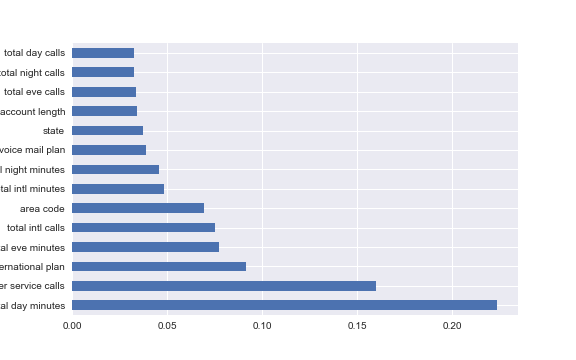 total day calls
total night calls
total eve calls
account length
state
voice mail plan
l night minutes
tal intl minutes
area code
total intl calls
al eve minutes
ernational plan
er service calls
al day minutes
0.00 0.05 0.10 0.15 0.20